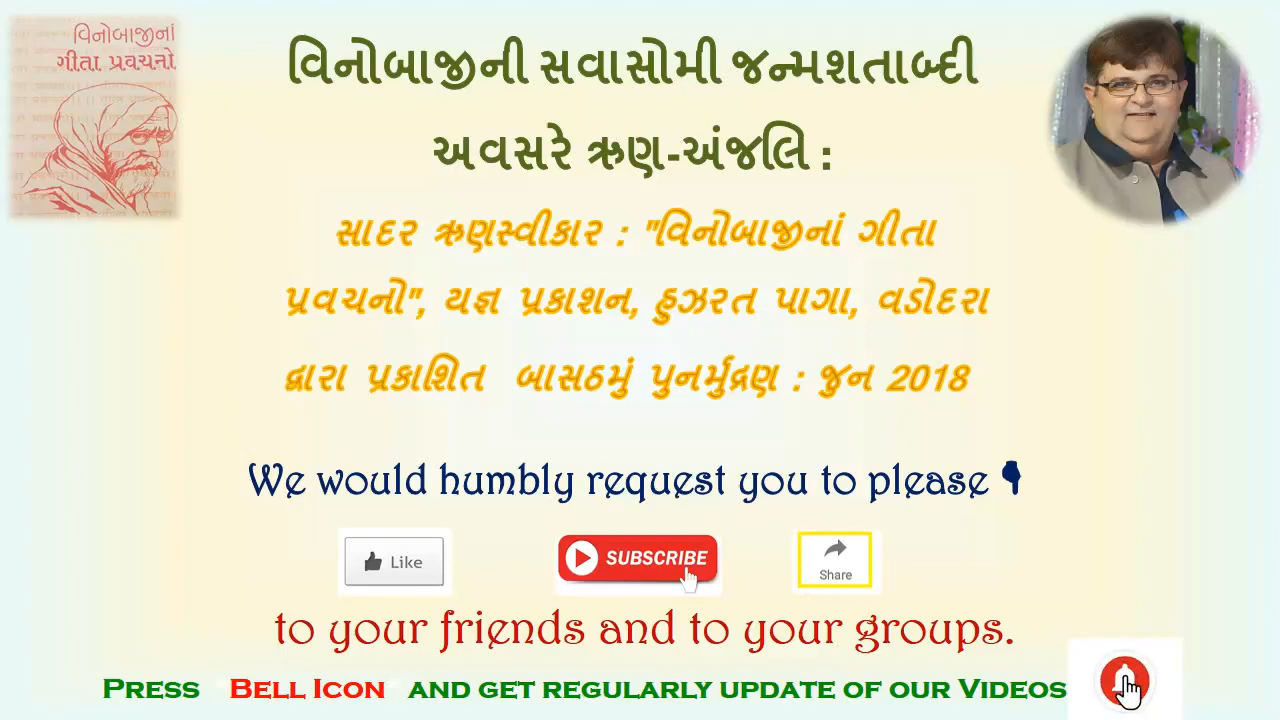 વિનોબાજીનાં
ગીતા પ્રવચનો
વિનોબાજીની સવાસોમી જન્મશતાબ્દી
અવસરે ઋણ-અંજલિ :
સાદર ઋણસ્વીકાર : "વિનોબાજીનાં ગીતા
પ્રવચનો", યજ્ઞ પ્રકાશન, હુઝરત પાગા, વડોદરા
દ્વારા પ્રકાશિત બાસઠમું પુનર્મુદ્રણ : જુન 2018
We would humbly request you to please 👇
Like
SUBSCRIBE
Share
to your friends and to your groups.
PRESS BELL ICON AND GET REGULARLY UPDATE OF OUR VIDEOS